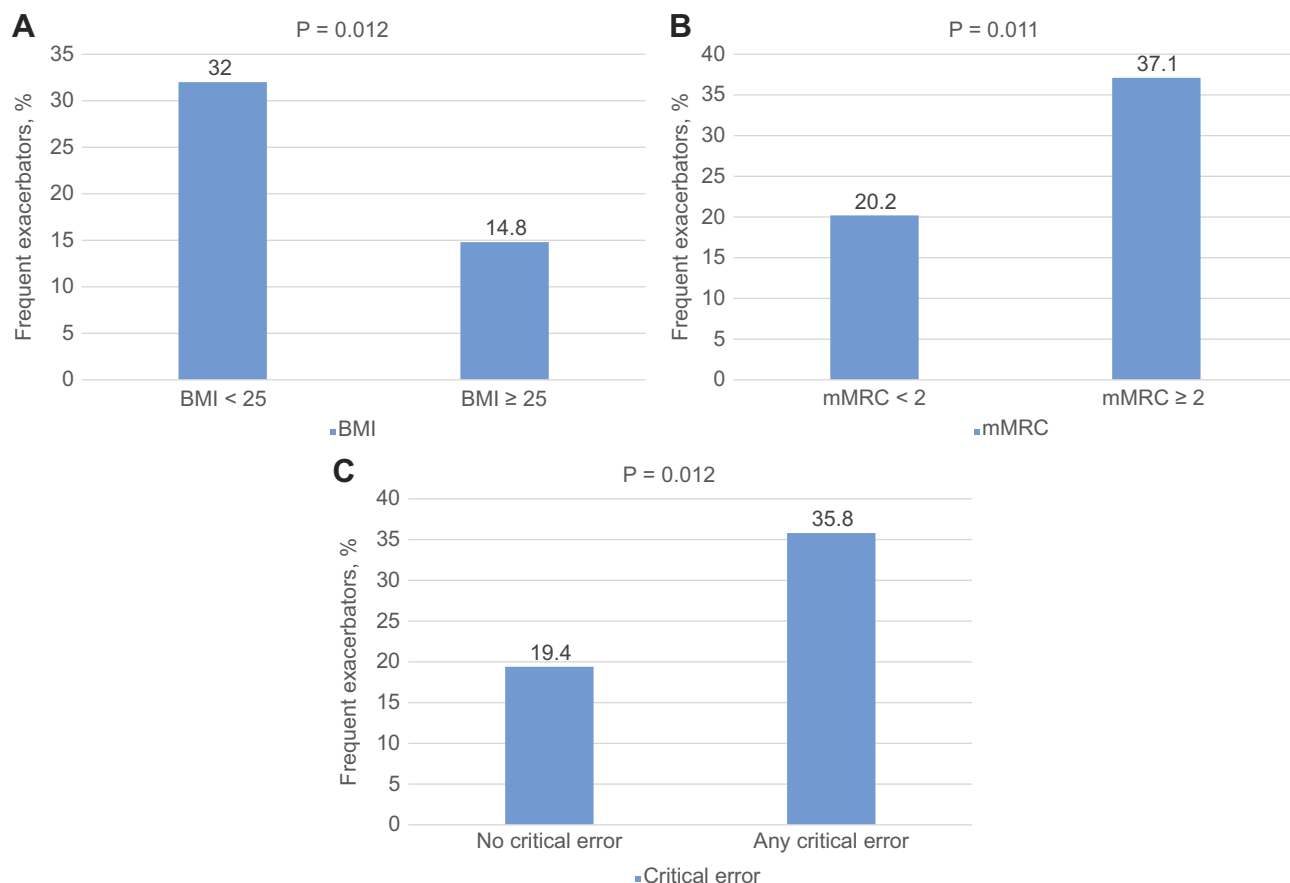 A
P = 0.012
Frequent exacerbators, %
35
30
25
20
15
10
5
0
32
14.8
BMI < 25
BMI ≥ 25
BMI
B
P = 0.011
Frequent exacerbators, %
40
35
30
25
20
15
10
5
0
20.2
37.1
mMRC < 2
mMRC ≥ 2
mMRC
C
P = 0.012
Frequent exacerbators, %
40
35
30
25
20
15
10
5
0
19.4
35.8
No critical error
Any critical error
Critical error